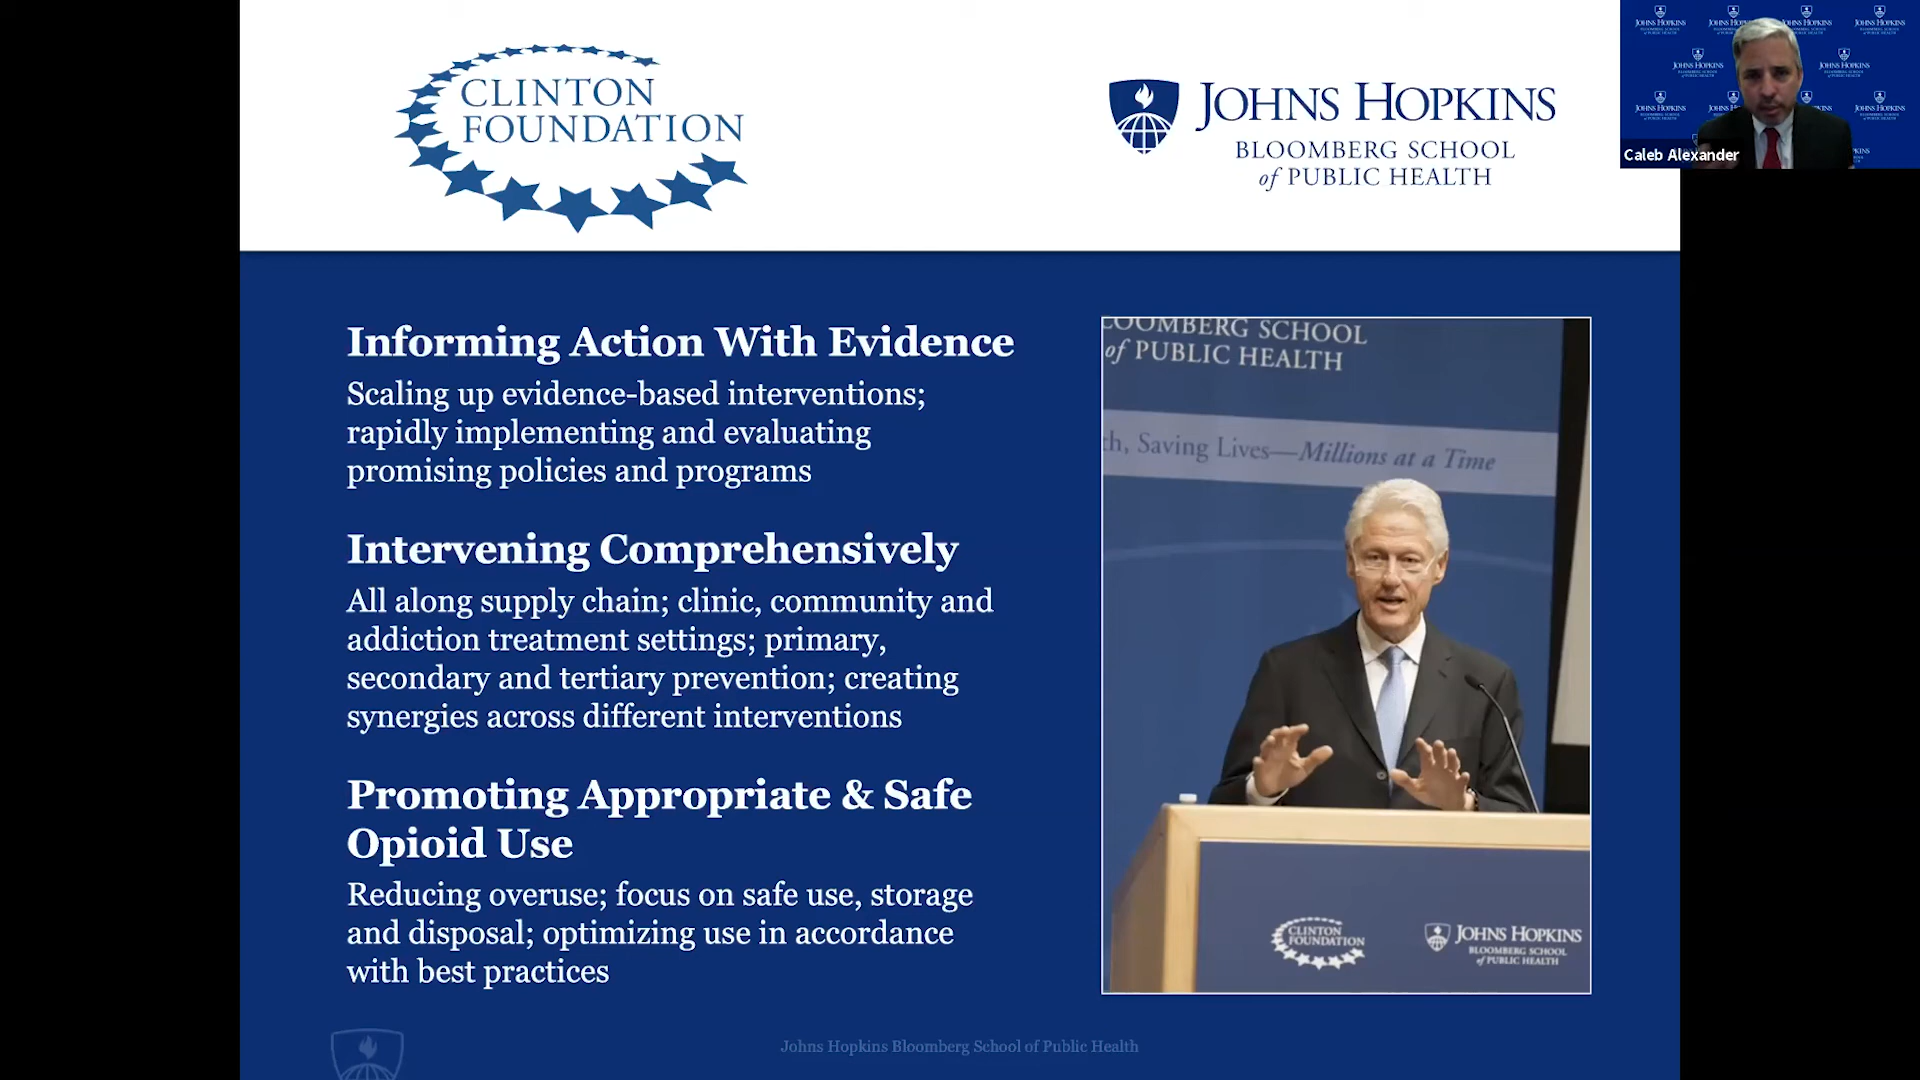 CLINTON
FOUNDATION
JOHNS HOPKINS
BLOOMBERG SCHOOL
of PUBLIC HEALTH
Caleb Alexander
Informing Action With Evidence
Scaling up evidence-based interventions;
rapidly implementing and evaluating
promising policies and programs
Intervening Comprehensively
All along supply chain; clinic, community and
addiction treatment settings; primary,
secondary and tertiary prevention; creating
synergies across different interventions
Promoting Appropriate & Safe
Opioid Use
Reducing overuse; focus on safe use, storage
and disposal; optimizing use in accordance
with best practices
BLOOMBERG SCHOOL
of PUBLIC HEALTH
th, Saving Lives—Millions at a Time
CLINTON
FOUNDATION
JOHNS HOPKINS
BLOOMBERG SCHOOL
of PUBLIC HEALTH
Johns Hopkins Bloomberg School of Public Health